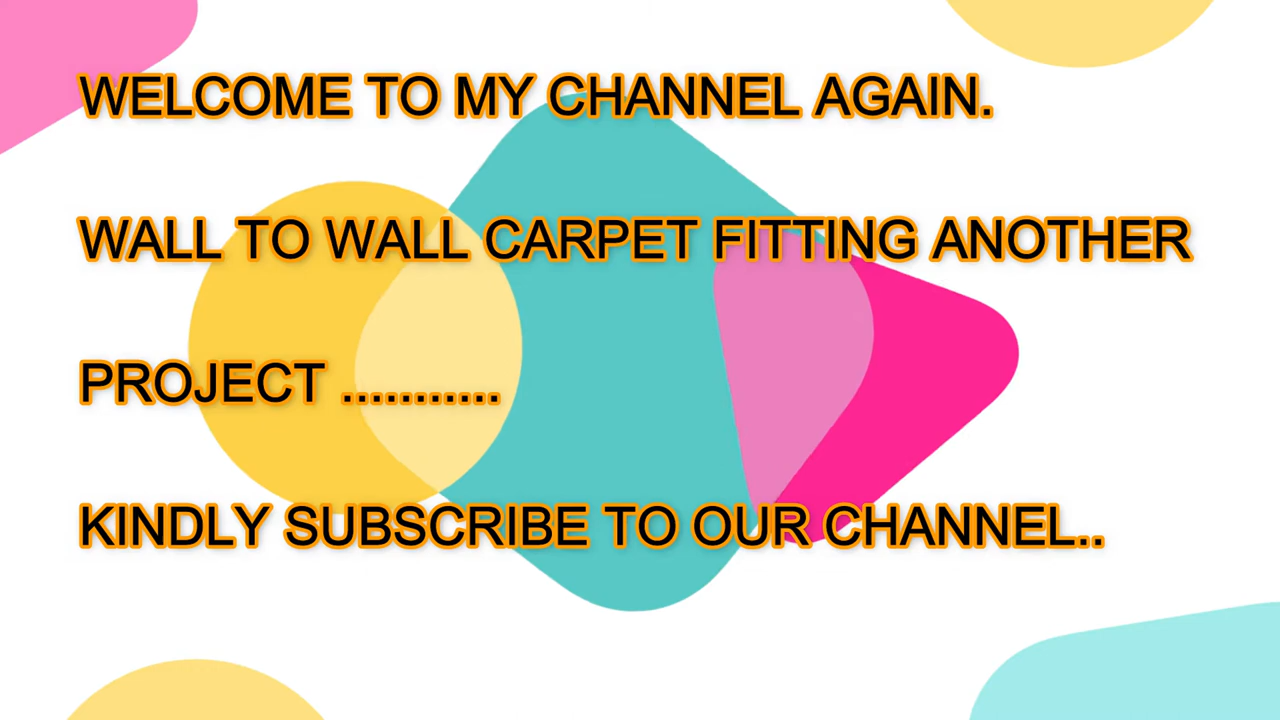 WELCOME TO MY CHANNEL AGAIN.
WALL TO WALL CARPET FITTING ANOTHER
PROJECT ...........
KINDLY SUBSCRIBE TO OUR CHANNEL..